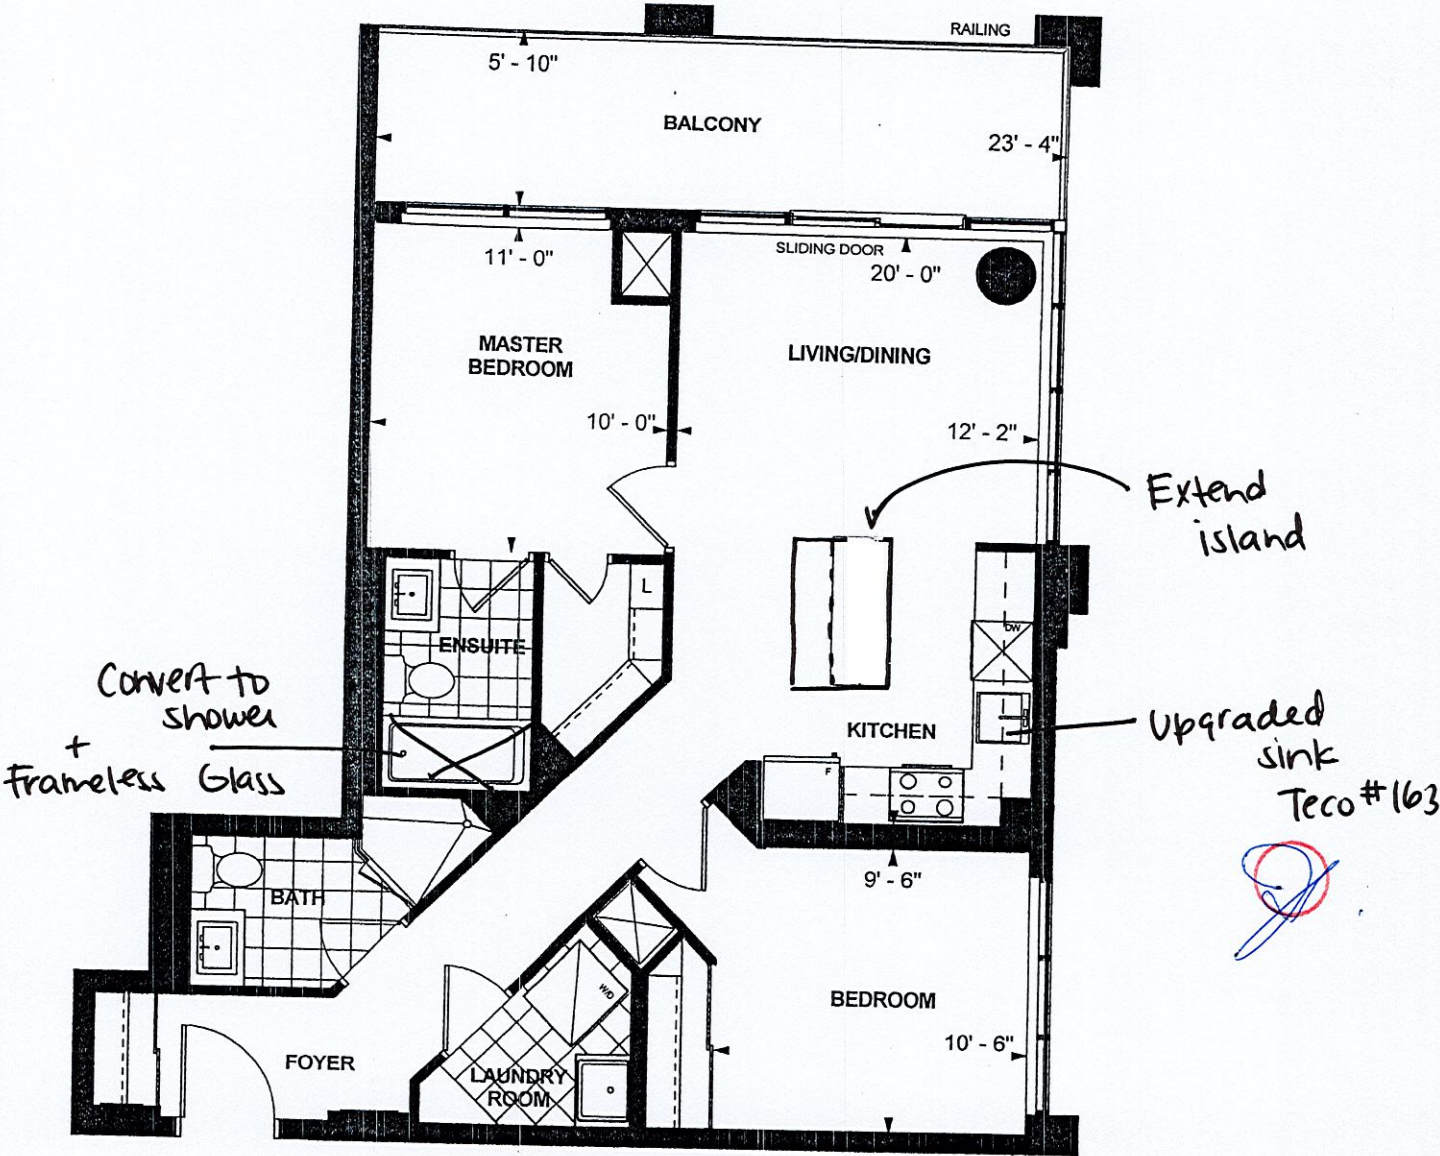 RAILING
5' - 10"
BALCONY
23' - 4"
SLIDING DOOR
11' - 0"
20' - 0"
MASTER
BEDROOM
LIVING/DINING
10' - 0"
12' - 2"
Extend
island
L
DW
ENSUITE
Convert to
shower
+
Frameless Glass
KITCHEN
Upgraded
sink
Teco #163
F
9' - 6"
BATH
W/D
BEDROOM
10' - 6"
FOYER
LAUNDRY
ROOM